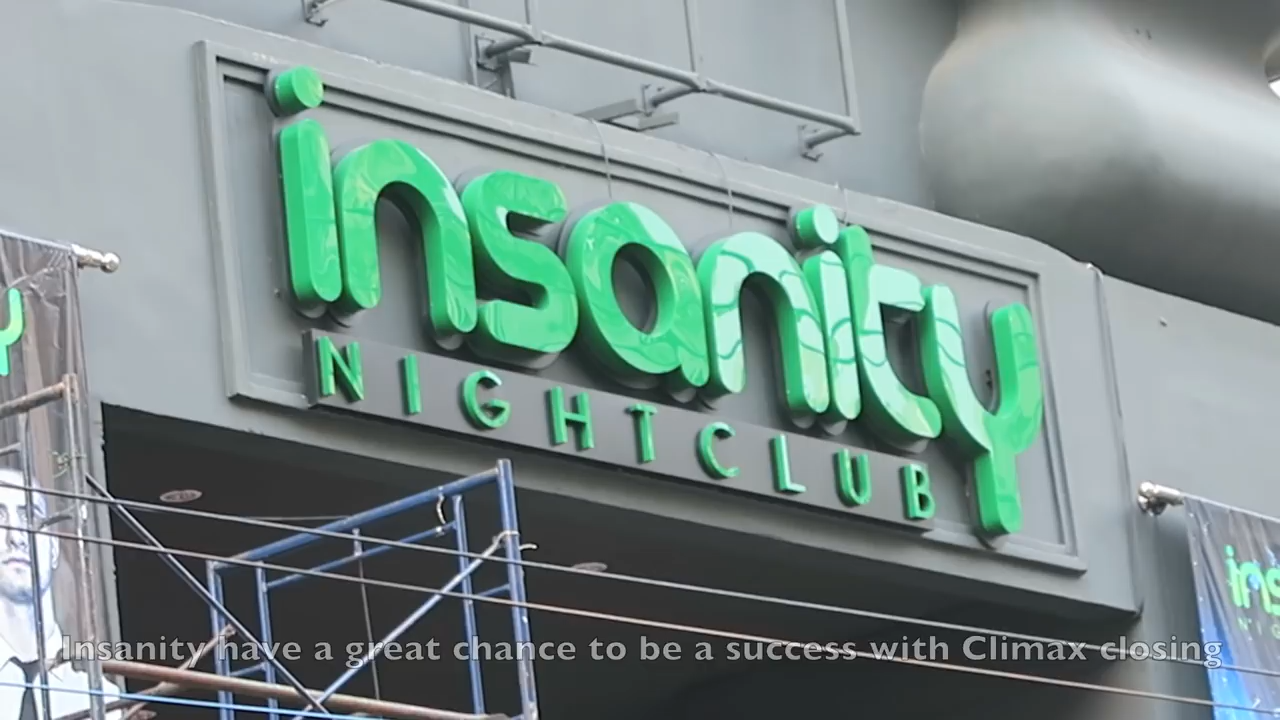 insanity
NIGHTCLUB
Insanity have a great chance to be a success with Climax closing